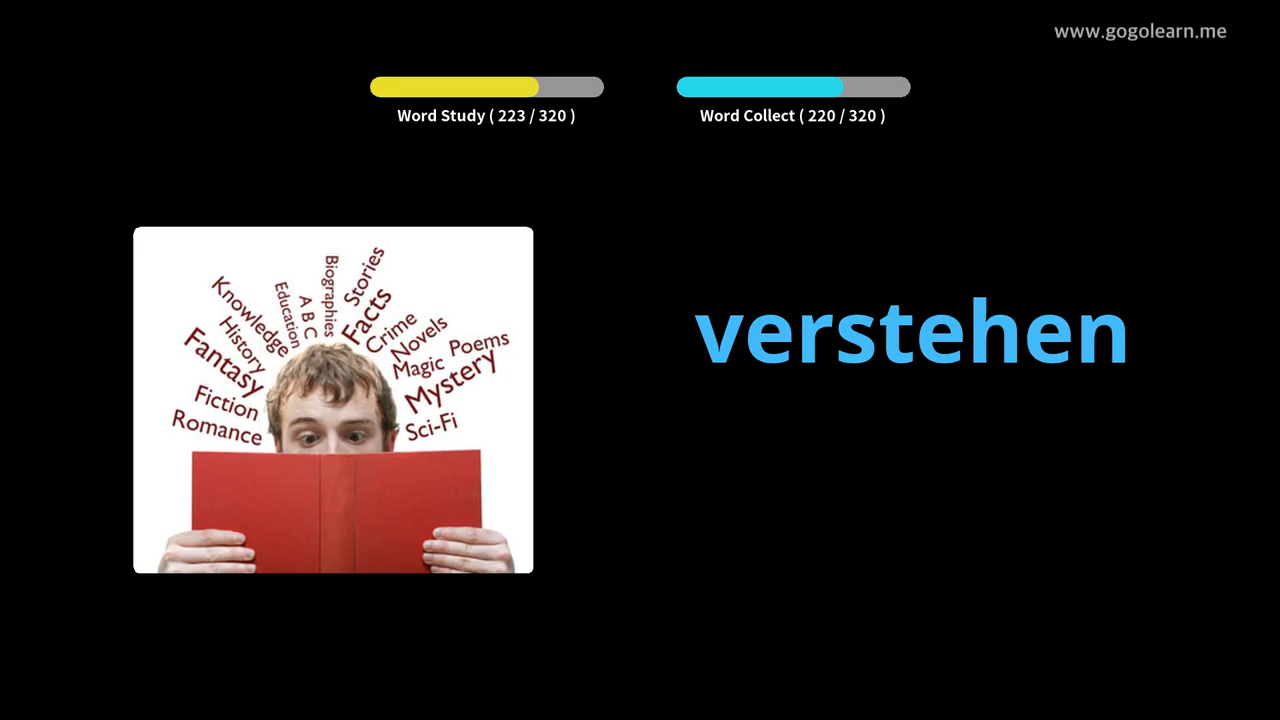 www.gogolearn.me
Word Study ( 223 / 320 )
Word Collect ( 220 / 320 )
Biographies
Stories
Education
A B C
Facts
Knowledge
Crime
History
Novels
Fantasy
Magic
Poems
Mystery
Fiction
Romance
Sci-Fi
verstehen